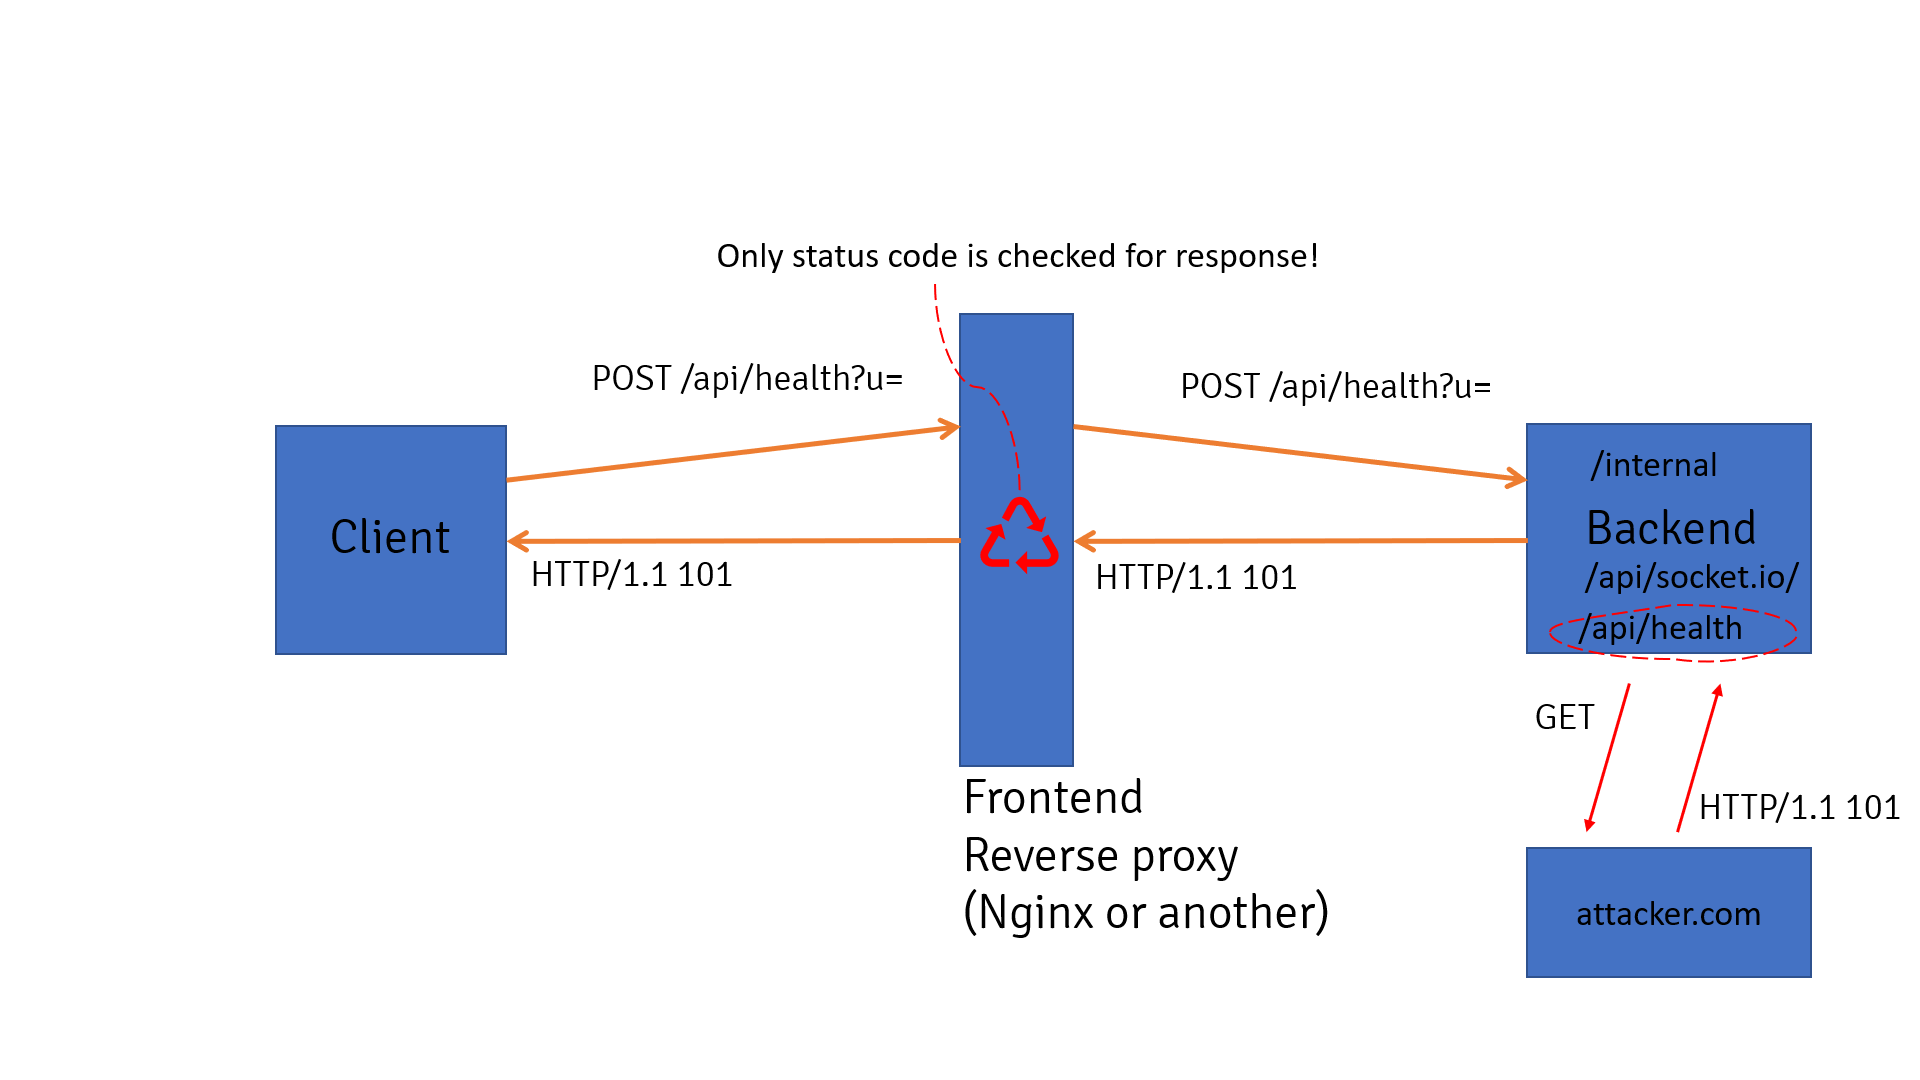 Only status code is checked for response!
POST /api/health?u=
POST /api/health?u=
Client
HTTP/1.1 101
HTTP/1.1 101
/internal
Backend
/api/socket.io/
/api/health
GET
HTTP/1.1 101
Frontend
Reverse proxy
(Nginx or another)
attacker.com